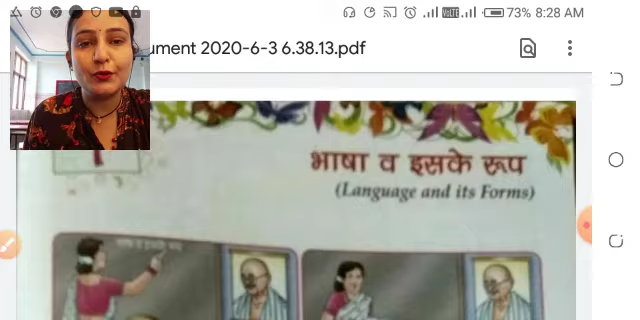 73% 8:28 AM
ument 2020-6-3 6.38.13.pdf
भाषा व इसके रूप
(Language and its Forms)